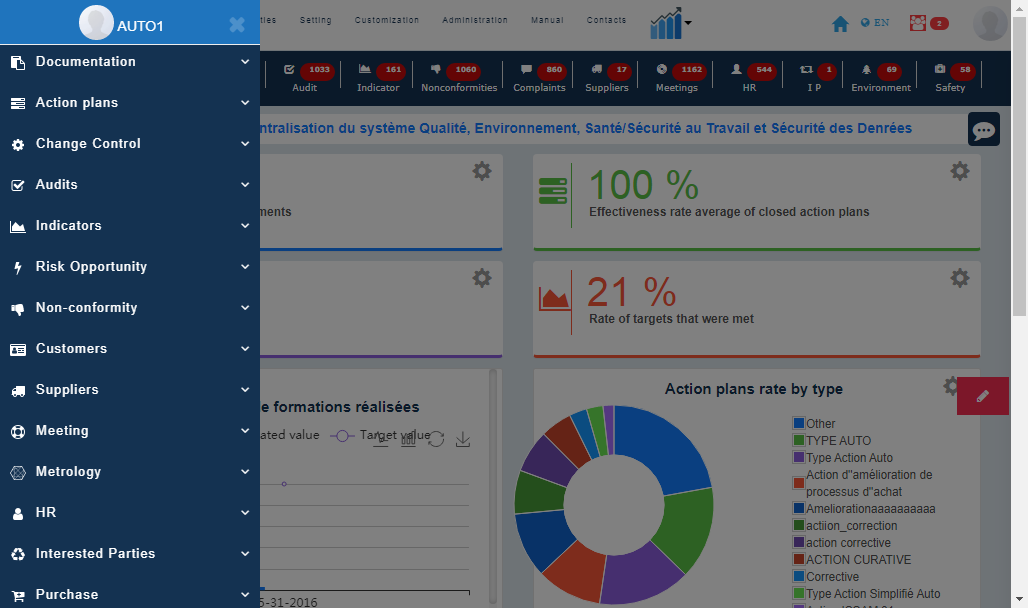 AUTO1
ties Setting Customization Administration Manual Contacts
EN
2
Documentation
Action plans
Change Control
Audits
Indicators
Risk Opportunity
Non-conformity
Customers
Suppliers
Meeting
Metrology
HR
Interested Parties
Purchase
1033 161 1060 860 17 1162 544 1 69 58
Audit Indicator Nonconformities Complaints Suppliers Meetings HR I P Environment Safety
ntralisation du système Qualité, Environnement, Santé/Sécurité au Travail et Sécurité des Denrées
ments
100 %
Effectiveness rate average of closed action plans
21 %
Rate of targets that were met
e formations réalisées
ated value Target value
5-31-2016
Action plans rate by type
Other
TYPE AUTO
Type Action Auto
Action d"amélioration de
processus d"achat
Ameliorationaaaaaaaaaa
actiion_correction
action corrective
ACTION CURATIVE
Corrective
Type Action Simplifié Auto